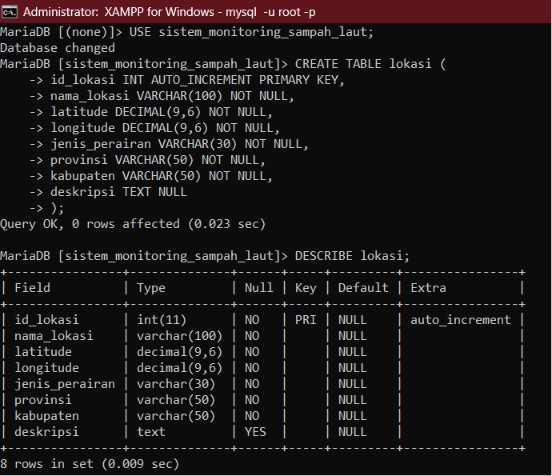 Administrator: XAMPP for Windows - mysql -u root -p
MariaDB [(none)]> USE sistem_monitoring_sampah_laut;
Database changed
MariaDB [sistem_monitoring_sampah_laut]> CREATE TABLE lokasi (
    -> id_lokasi INT AUTO_INCREMENT PRIMARY KEY,
    -> nama_lokasi VARCHAR(100) NOT NULL,
    -> latitude DECIMAL(9,6) NOT NULL,
    -> longitude DECIMAL(9,6) NOT NULL,
    -> jenis_perairan VARCHAR(30) NOT NULL,
    -> provinsi VARCHAR(50) NOT NULL,
    -> kabupaten VARCHAR(50) NOT NULL,
    -> deskripsi TEXT NULL
    -> );
Query OK, 0 rows affected (0.023 sec)

MariaDB [sistem_monitoring_sampah_laut]> DESCRIBE lokasi;
+----------------+--------------+------+-----+---------+----------------+
| Field          | Type         | Null | Key | Default | Extra          |
+----------------+--------------+------+-----+---------+----------------+
| id_lokasi      | int(11)      | NO   | PRI | NULL    | auto_increment |
| nama_lokasi    | varchar(100) | NO   |     | NULL    |                |
| latitude       | decimal(9,6) | NO   |     | NULL    |                |
| longitude      | decimal(9,6) | NO   |     | NULL    |                |
| jenis_perairan | varchar(30)  | NO   |     | NULL    |                |
| provinsi       | varchar(50)  | NO   |     | NULL    |                |
| kabupaten      | varchar(50)  | NO   |     | NULL    |                |
| deskripsi      | text         | YES  |     | NULL    |                |
+----------------+--------------+------+-----+---------+----------------+
8 rows in set (0.009 sec)